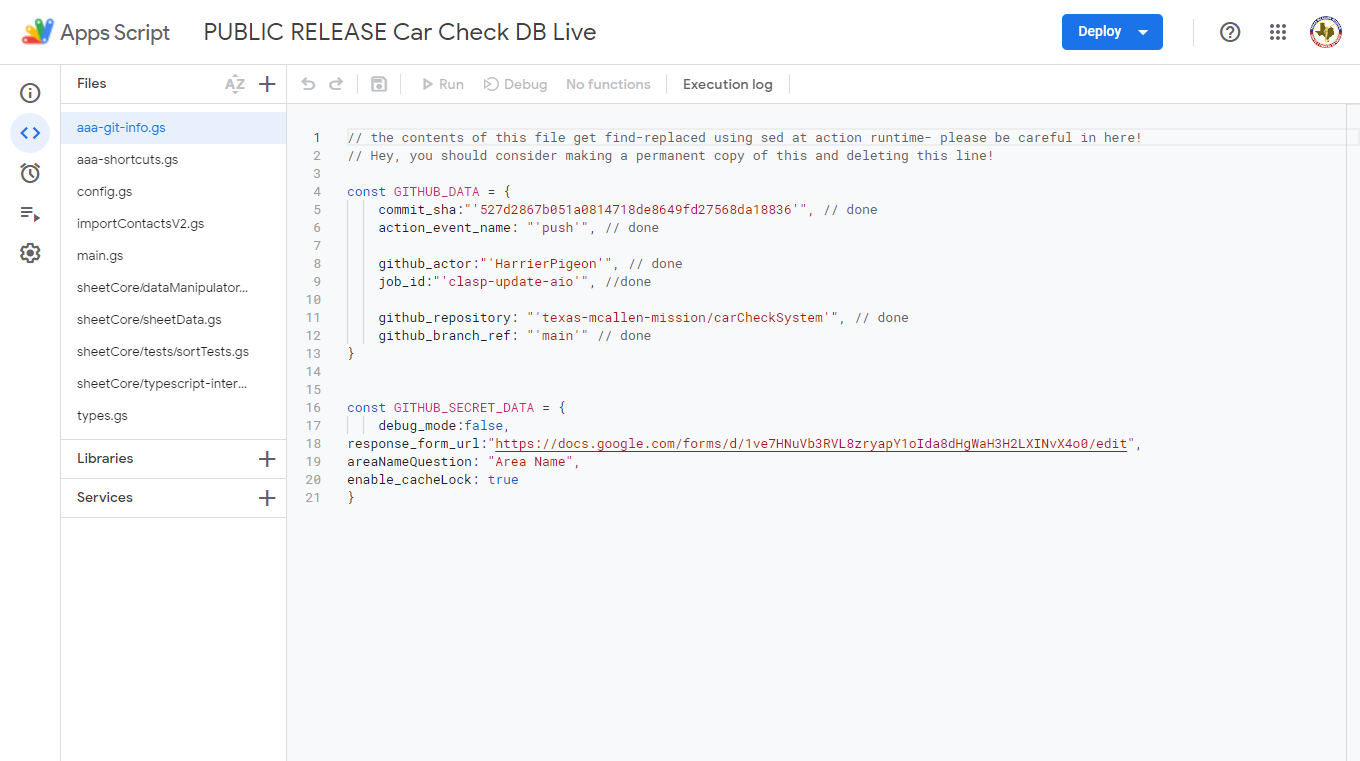 Apps Script PUBLIC RELEASE Car Check DB Live Deploy
Files AZ Run Debug No functions Execution log
aaa-git-info.gs
aaa-shortcuts.gs
config.gs
importContactsV2.gs
main.gs
sheetCore/dataManipulator...
sheetCore/sheetData.gs
sheetCore/tests/sortTests.gs
sheetCore/typescript-inter...
types.gs
Libraries
Services
1 // the contents of this file get find-replaced using sed at action runtime- please be careful in here!
2 // Hey, you should consider making a permanent copy of this and deleting this line!
3
4 const GITHUB_DATA = {
5 commit_sha:"'527d2867b051a0814718de8649fd27568da18836'", // done
6 action_event_name: "'push'", // done
7
8 github_actor:"'HarrierPigeon'", // done
9 job_id:"'clasp-update-aio'", //done
10
11 github_repository: "'texas-mcallen-mission/carCheckSystem'", // done
12 github_branch_ref: "'main'" // done
13 }
14
15
16 const GITHUB_SECRET_DATA = {
17 debug_mode:false,
18 response_form_url:"https://docs.google.com/forms/d/1ve7HNuVb3RVL8zryapY1oIda8dHgWaH3H2LXINvX4o0/edit",
19 areaNameQuestion: "Area Name",
20 enable_cacheLock: true
21 }